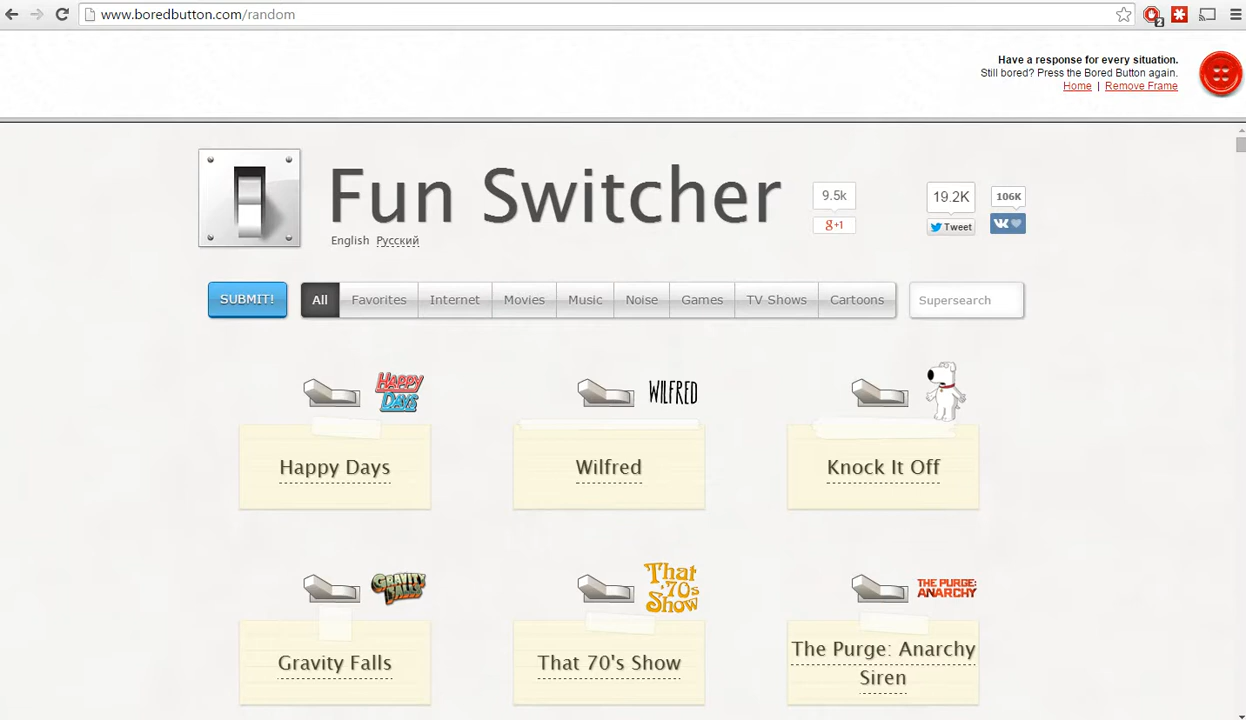 www.boredbutton.com/random
2
Have a response for every situation.
Still bored? Press the Bored Button again.
Home | Remove Frame
Fun Switcher
English Русский
9.5k
g+1
19.2K
Tweet
106K
SUBMIT!
All
Favorites
Internet
Movies
Music
Noise
Games
TV Shows
Cartoons
Supersearch
HAPPY
DAYS
WILFRED
Happy Days
Wilfred
Knock It Off
GRAVITY
FALLS
That
'70s
Show
THE PURGE:
ANARCHY
Gravity Falls
That 70's Show
The Purge: Anarchy
Siren